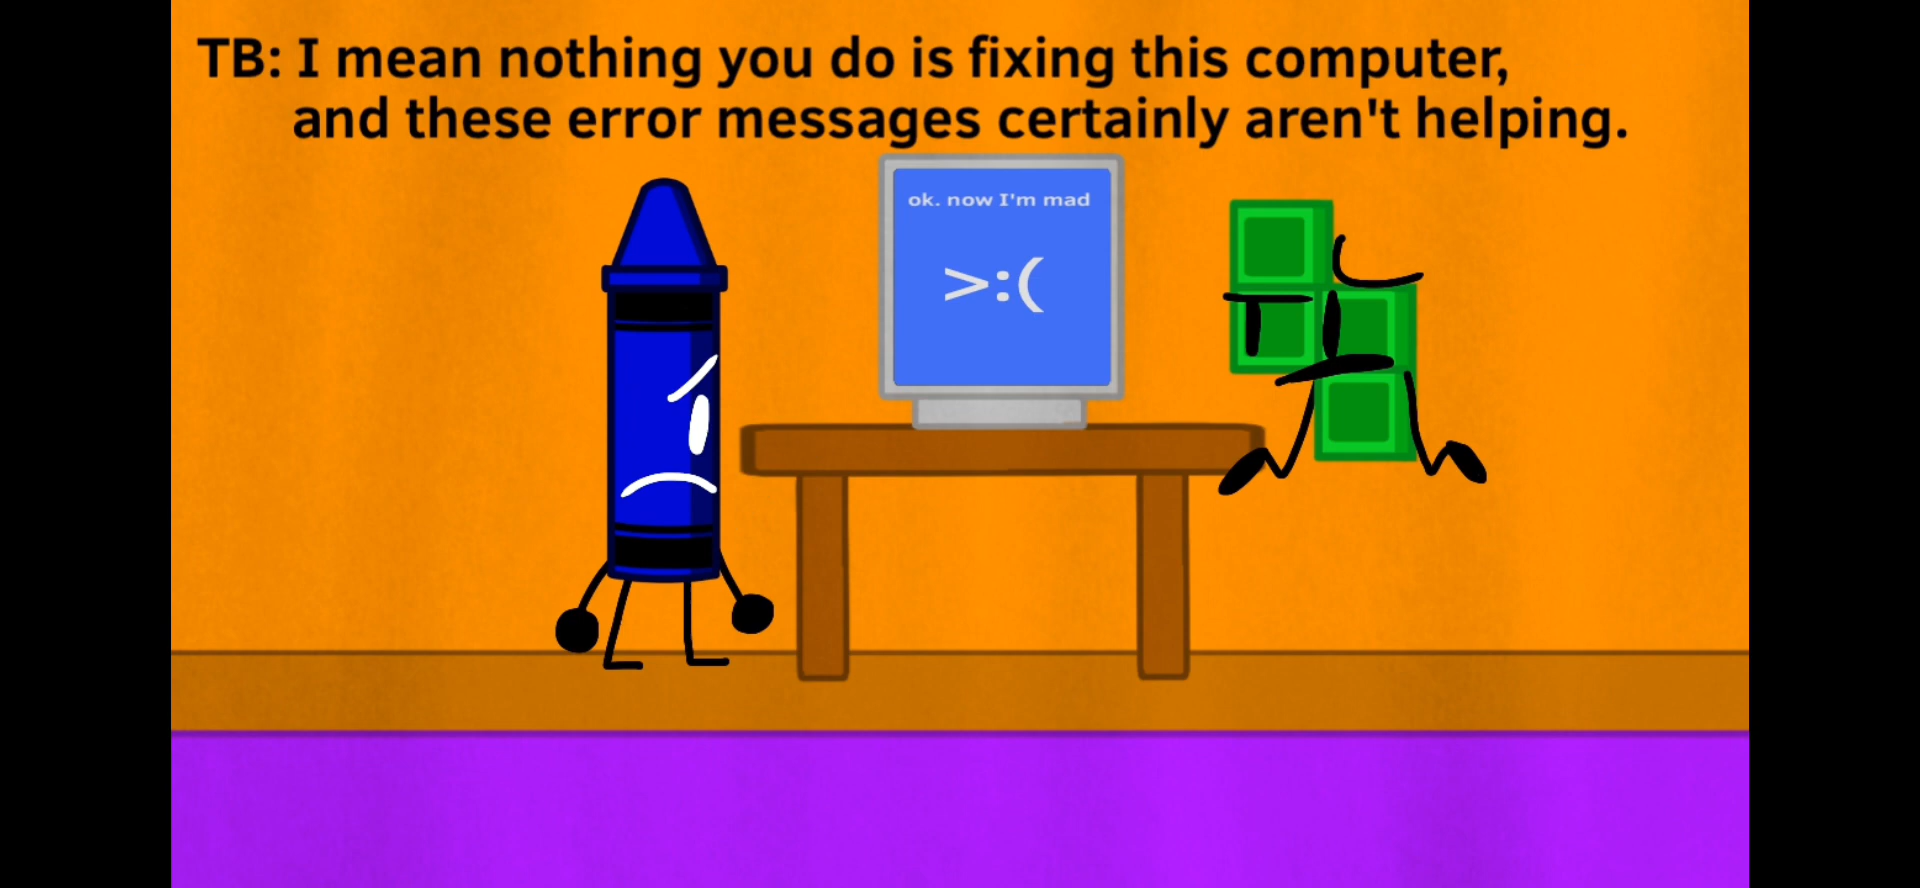 TB: I mean nothing you do is fixing this computer,
and these error messages certainly aren't helping.
ok. now I'm mad
>:(